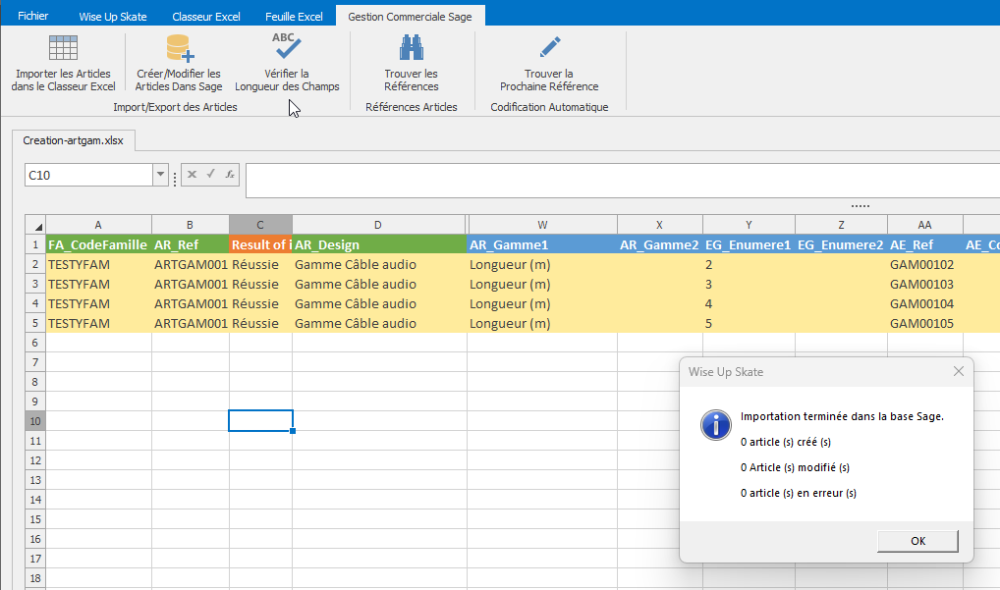 Fichier Wise Up Skate Classeur Excel Feuille Excel Gestion Commerciale Sage
ABC
Importer les Articles
dans le Classeur Excel
Créer/Modifier les
Articles Dans Sage
Vérifier la
Longueur des Champs
Trouver les
Références
Trouver la
Prochaine Référence
Import/Export des Articles Références Articles Codification Automatique
Creation-artgam.xlsx
C10
A B C D W X Y Z AA
1 FA_CodeFamille AR_Ref Result of i AR_Design AR_Gamme1 AR_Gamme2 EG_Enumere1 EG_Enumere2 AE_Ref AE_Co
2 TESTYFAM ARTGAM001 Réussie Gamme Câble audio Longueur (m) 2 GAM00102
3 TESTYFAM ARTGAM001 Réussie Gamme Câble audio Longueur (m) 3 GAM00103
4 TESTYFAM ARTGAM001 Réussie Gamme Câble audio Longueur (m) 4 GAM00104
5 TESTYFAM ARTGAM001 Réussie Gamme Câble audio Longueur (m) 5 GAM00105
6
7
8
9
10
11
12
13
14
15
16
17
18
Wise Up Skate
Importation terminée dans la base Sage.
0 article (s) créé (s)
0 Article (s) modifié (s)
0 article (s) en erreur (s)
OK